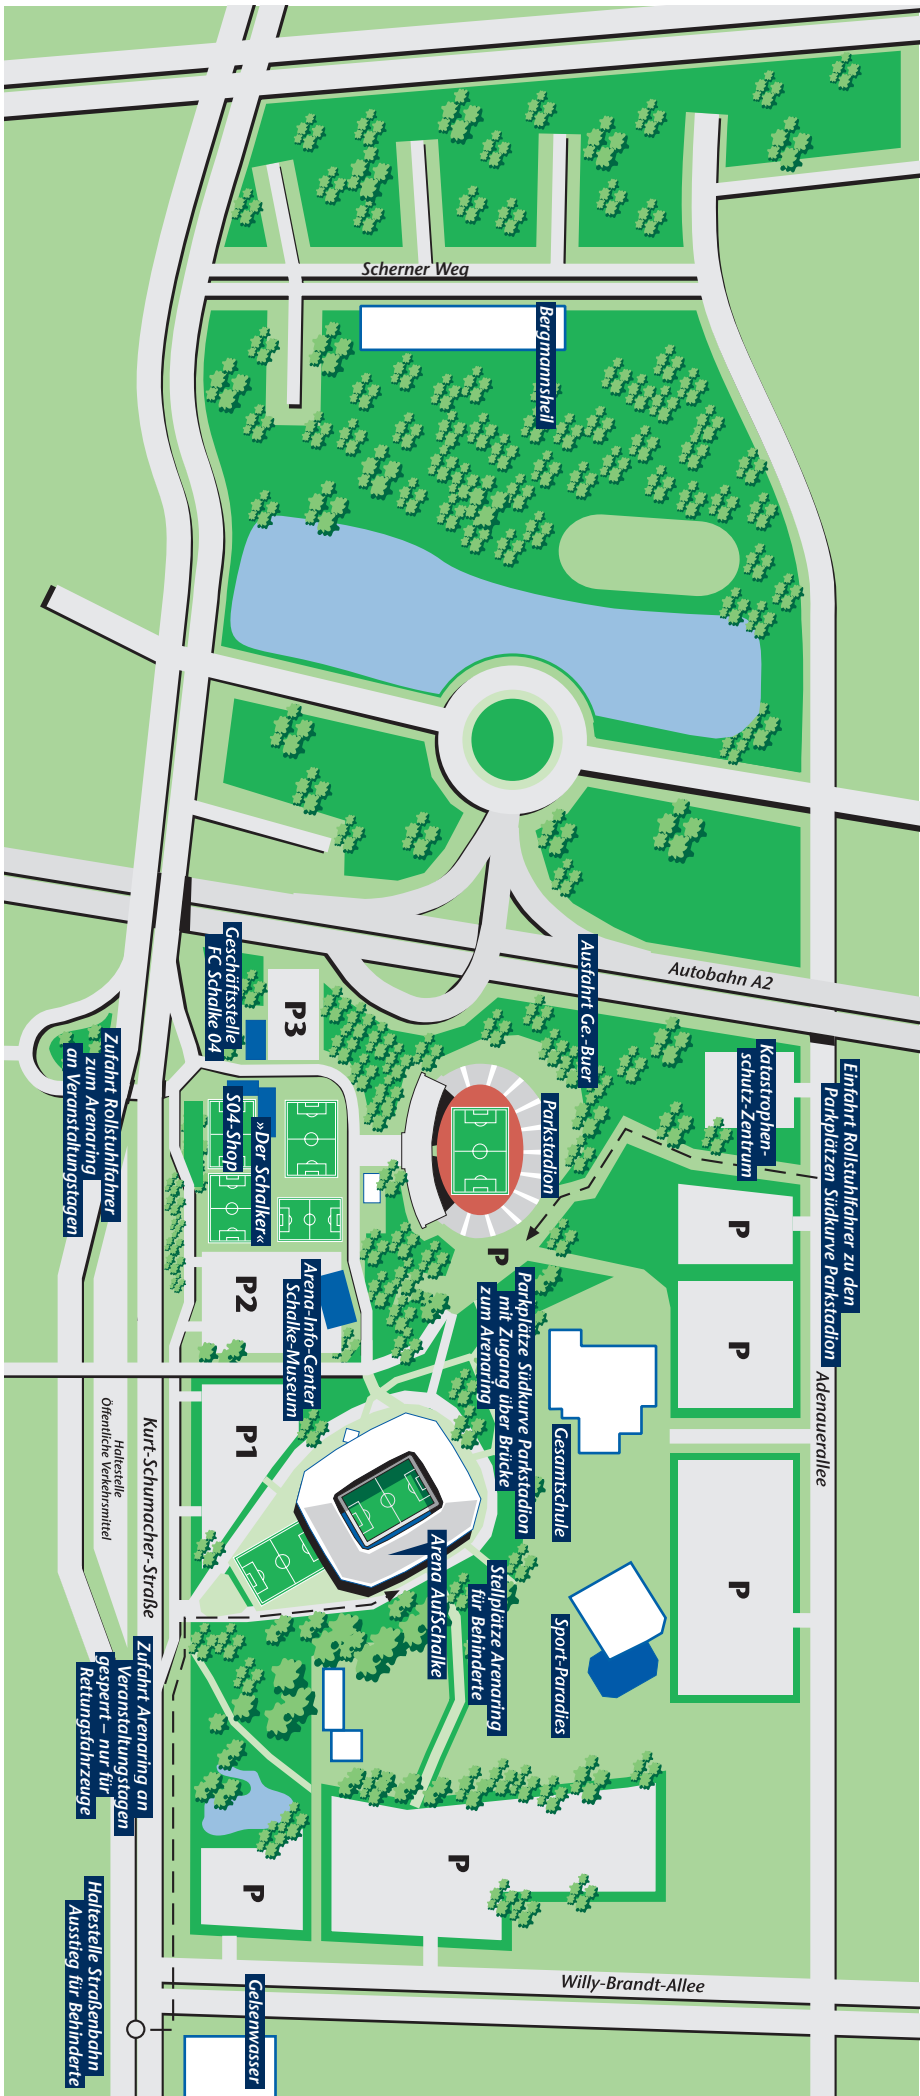 Scherner Weg
Bergmannsheil
Autobahn A2
Ausfahrt Ge.-Buer
Geschäftsstelle
FC Schalke 04
P3
Katastrophen-
schutz-Zentrum
Einfahrt Rollstuhlfahrer zu den
Parkplätzen Südkurve Parkstadion
Zufahrt Rollstuhlfahrer
zum Arenaring
an Veranstaltungstagen
»Der Schalker«
S04-Shop
Parkstadion
P
P
P
P2
Arena-Info-Center
Schalke-Museum
Parkplätze Südkurve Parkstadion
mit Zugang über Brücke
zum Arenaring
Adenauerallee
Gesamtschule
P1
Kurt-Schumacher-Straße
Haltestelle
Öffentliche Verkehrsmittel
Arena AufSchalke
Stellplätze Arenaring
für Behinderte
Sport-Paradies
P
Zufahrt Arenaring an
Veranstaltungstagen
gesperrt – nur für
Rettungsfahrzeuge
P
P
Haltestelle Straßenbahn
Ausstieg für Behinderte
Willy-Brandt-Allee
Gelsenwasser